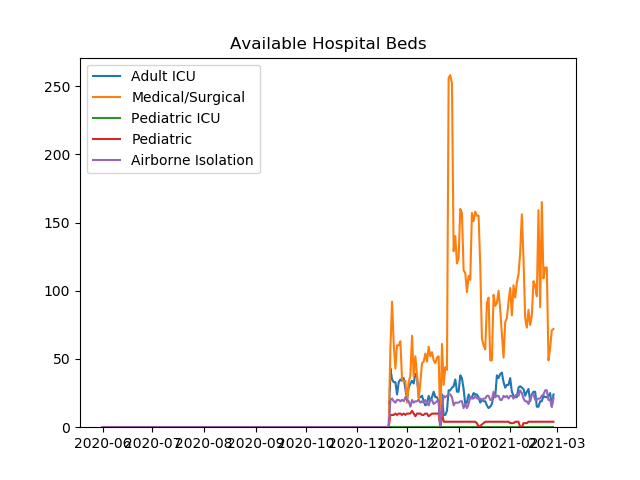 Available Hospital Beds
250
200
150
100
50
0
Adult ICU
Medical/Surgical
Pediatric ICU
Pediatric
Airborne Isolation
2020-06 2020-07 2020-08 2020-09 2020-10 2020-11 2020-12 2021-01 2021-02 2021-03